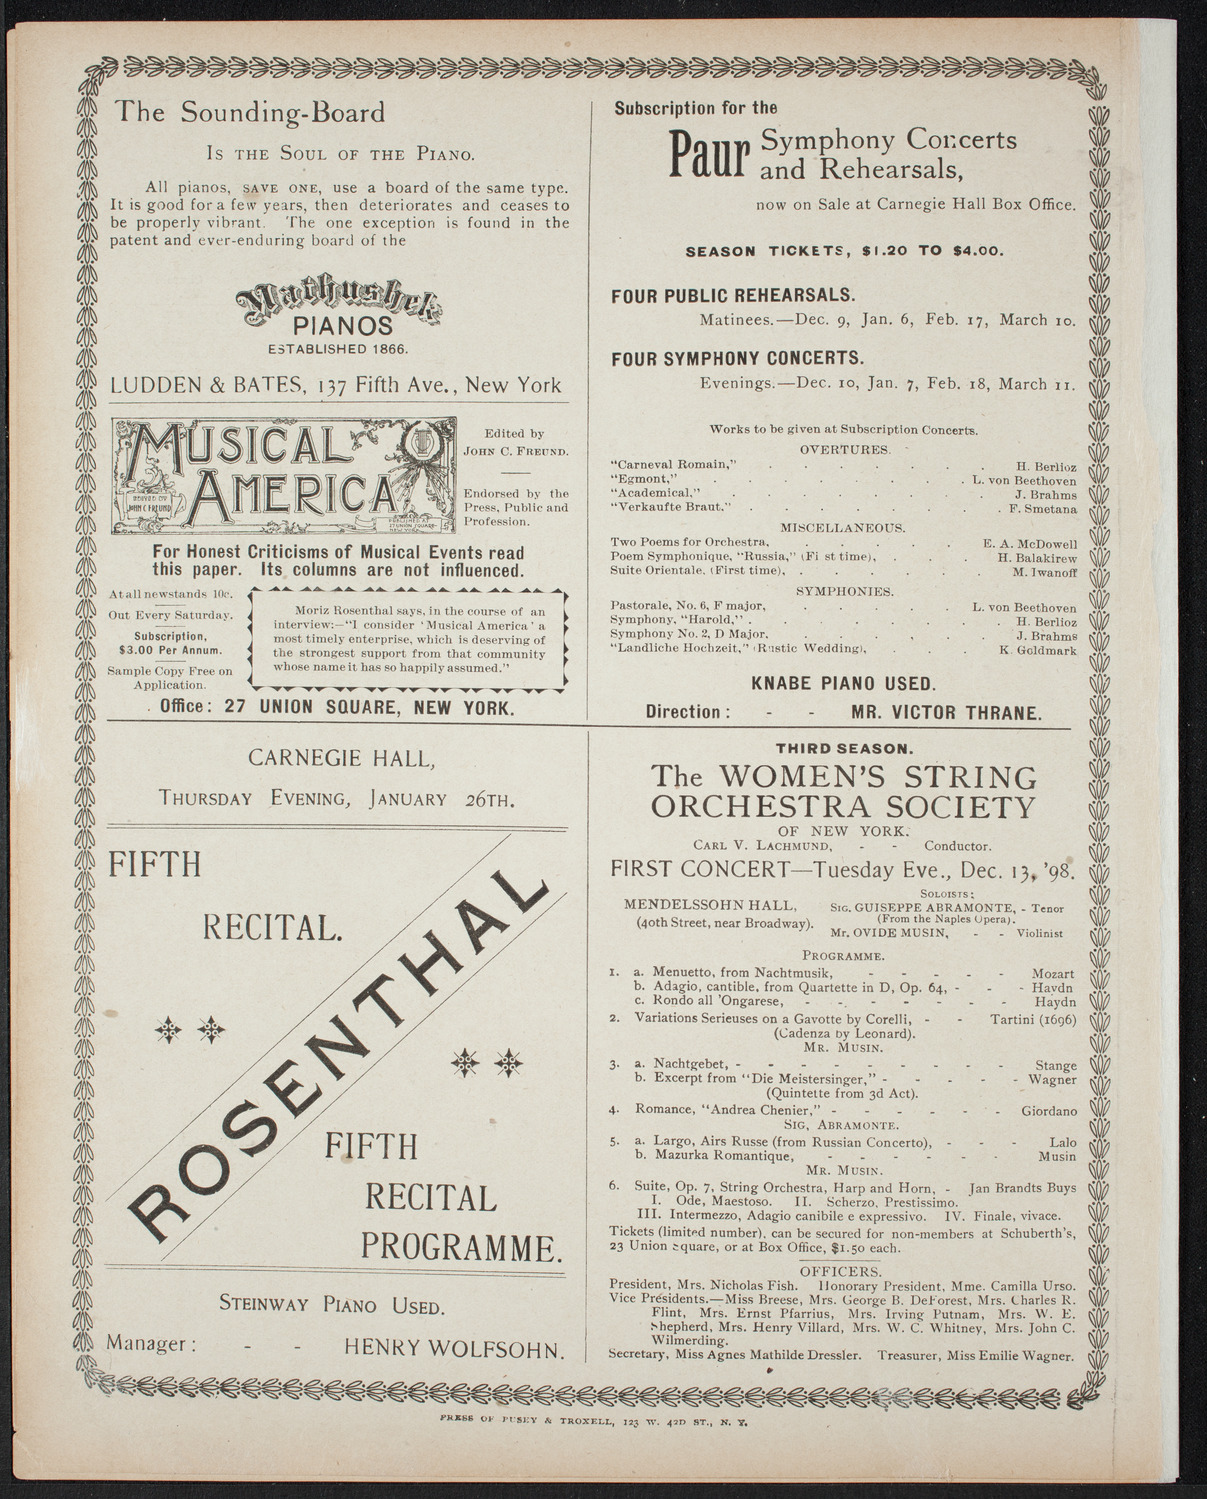 The Sounding-Board
Is the Soul of the Piano.
All pianos, save one, use a board of the same type.
It is good for a few years, then deteriorates and ceases to
be properly vibrant. The one exception is found in the
patent and ever-enduring board of the
Mathushek
PIANOS
ESTABLISHED 1866.
LUDDEN & BATES, 137 Fifth Ave., New York
MUSICAL
AMERICA
EDITED BY
JOHN C FREUND
PUBLISHED AT
27 UNION SQUARE
NEW YORK
Edited by
John C. Freund.
Endorsed by the
Press, Public and
Profession.
For Honest Criticisms of Musical Events read
this paper. Its columns are not influenced.
At all newstands 10c.
Out Every Saturday.
Subscription,
$3.00 Per Annum.
Sample Copy Free on
Application.
Moriz Rosenthal says, in the course of an
interview:—"I consider 'Musical America' a
most timely enterprise, which is deserving of
the strongest support from that community
whose name it has so happily assumed."
Office: 27 UNION SQUARE, NEW YORK.
Subscription for the
Paur Symphony Concerts
and Rehearsals,
now on Sale at Carnegie Hall Box Office.
SEASON TICKETS, $1.20 TO $4.00.
FOUR PUBLIC REHEARSALS.
Matinees.—Dec. 9, Jan. 6, Feb. 17, March 10.
FOUR SYMPHONY CONCERTS.
Evenings.—Dec. 10, Jan. 7, Feb. 18, March 11.
Works to be given at Subscription Concerts.
OVERTURES.
"Carneval Romain," . . . . . . . H. Berlioz
"Egmont," . . . . . . . L. von Beethoven
"Academical," . . . . . . . J. Brahms
"Verkaufte Braut," . . . . . . . F. Smetana
MISCELLANEOUS.
Two Poems for Orchestra, . . . . . E. A. McDowell
Poem Symphonique, "Russia," (Fi st time), . . . H. Balakirew
Suite Orientale, (First time), . . . . . . M. Iwanoff
SYMPHONIES.
Pastorale, No. 6, F major, . . . . . L. von Beethoven
Symphony, "Harold," . . . . . . . . H. Berlioz
Symphony No. 2, D Major, . . . . . . J. Brahms
"Landliche Hochzeit," (Rustic Wedding), . . . K. Goldmark
KNABE PIANO USED.
Direction: - - MR. VICTOR THRANE.
CARNEGIE HALL,
Thursday Evening, January 26th.
FIFTH
RECITAL.
ROSENTHAL
FIFTH
RECITAL
PROGRAMME.
Steinway Piano Used.
Manager: - - HENRY WOLFSOHN.
THIRD SEASON.
The WOMEN'S STRING
ORCHESTRA SOCIETY
OF NEW YORK.
Carl V. Lachmund, - - Conductor.
FIRST CONCERT—Tuesday Eve., Dec. 13, '98.
MENDELSSOHN HALL,
(40th Street, near Broadway).
Soloists;
Sig. GUISEPPE ABRAMONTE, - Tenor
(From the Naples Opera).
Mr. OVIDE MUSIN, - - Violinist
Programme.
1. a. Menuetto, from Nachtmusik, - - - - - Mozart
b. Adagio, cantible, from Quartette in D, Op. 64, - - - Haydn
c. Rondo all 'Ongarese, - - - - - - - Haydn
2. Variations Serieuses on a Gavotte by Corelli, - - Tartini (1696)
(Cadenza by Leonard).
Mr. Musin.
3. a. Nachtgebet, - - - - - - - - - Stange
b. Excerpt from "Die Meistersinger," - - - - - Wagner
(Quintette from 3d Act).
4. Romance, "Andrea Chenier," - - - - - - Giordano
Sig, Abramonte.
5. a. Largo, Airs Russe (from Russian Concerto), - - - Lalo
b. Mazurka Romantique, - - - - - - Musin
Mr. Musin.
6. Suite, Op. 7, String Orchestra, Harp and Horn, - Jan Brandts Buys
I. Ode, Maestoso. II. Scherzo, Prestissimo.
III. Intermezzo, Adagio canibile e expressivo. IV. Finale, vivace.
Tickets (limited number), can be secured for non-members at Schuberth's,
23 Union Square, or at Box Office, $1.50 each.
OFFICERS.
President, Mrs. Nicholas Fish. Honorary President, Mme. Camilla Urso.
Vice Présidents.—Miss Breese, Mrs. George B. DeForest, Mrs. Charles R.
Flint, Mrs. Ernst Pfarrius, Mrs. Irving Putnam, Mrs. W. E.
Shepherd, Mrs. Henry Villard, Mrs. W. C. Whitney, Mrs. John C.
Wilmerding.
Secretary, Miss Agnes Mathilde Dressler. Treasurer, Miss Emilie Wagner.
PRESS OF PUSEY & TROXELL, 123 W. 42D ST., N. Y.